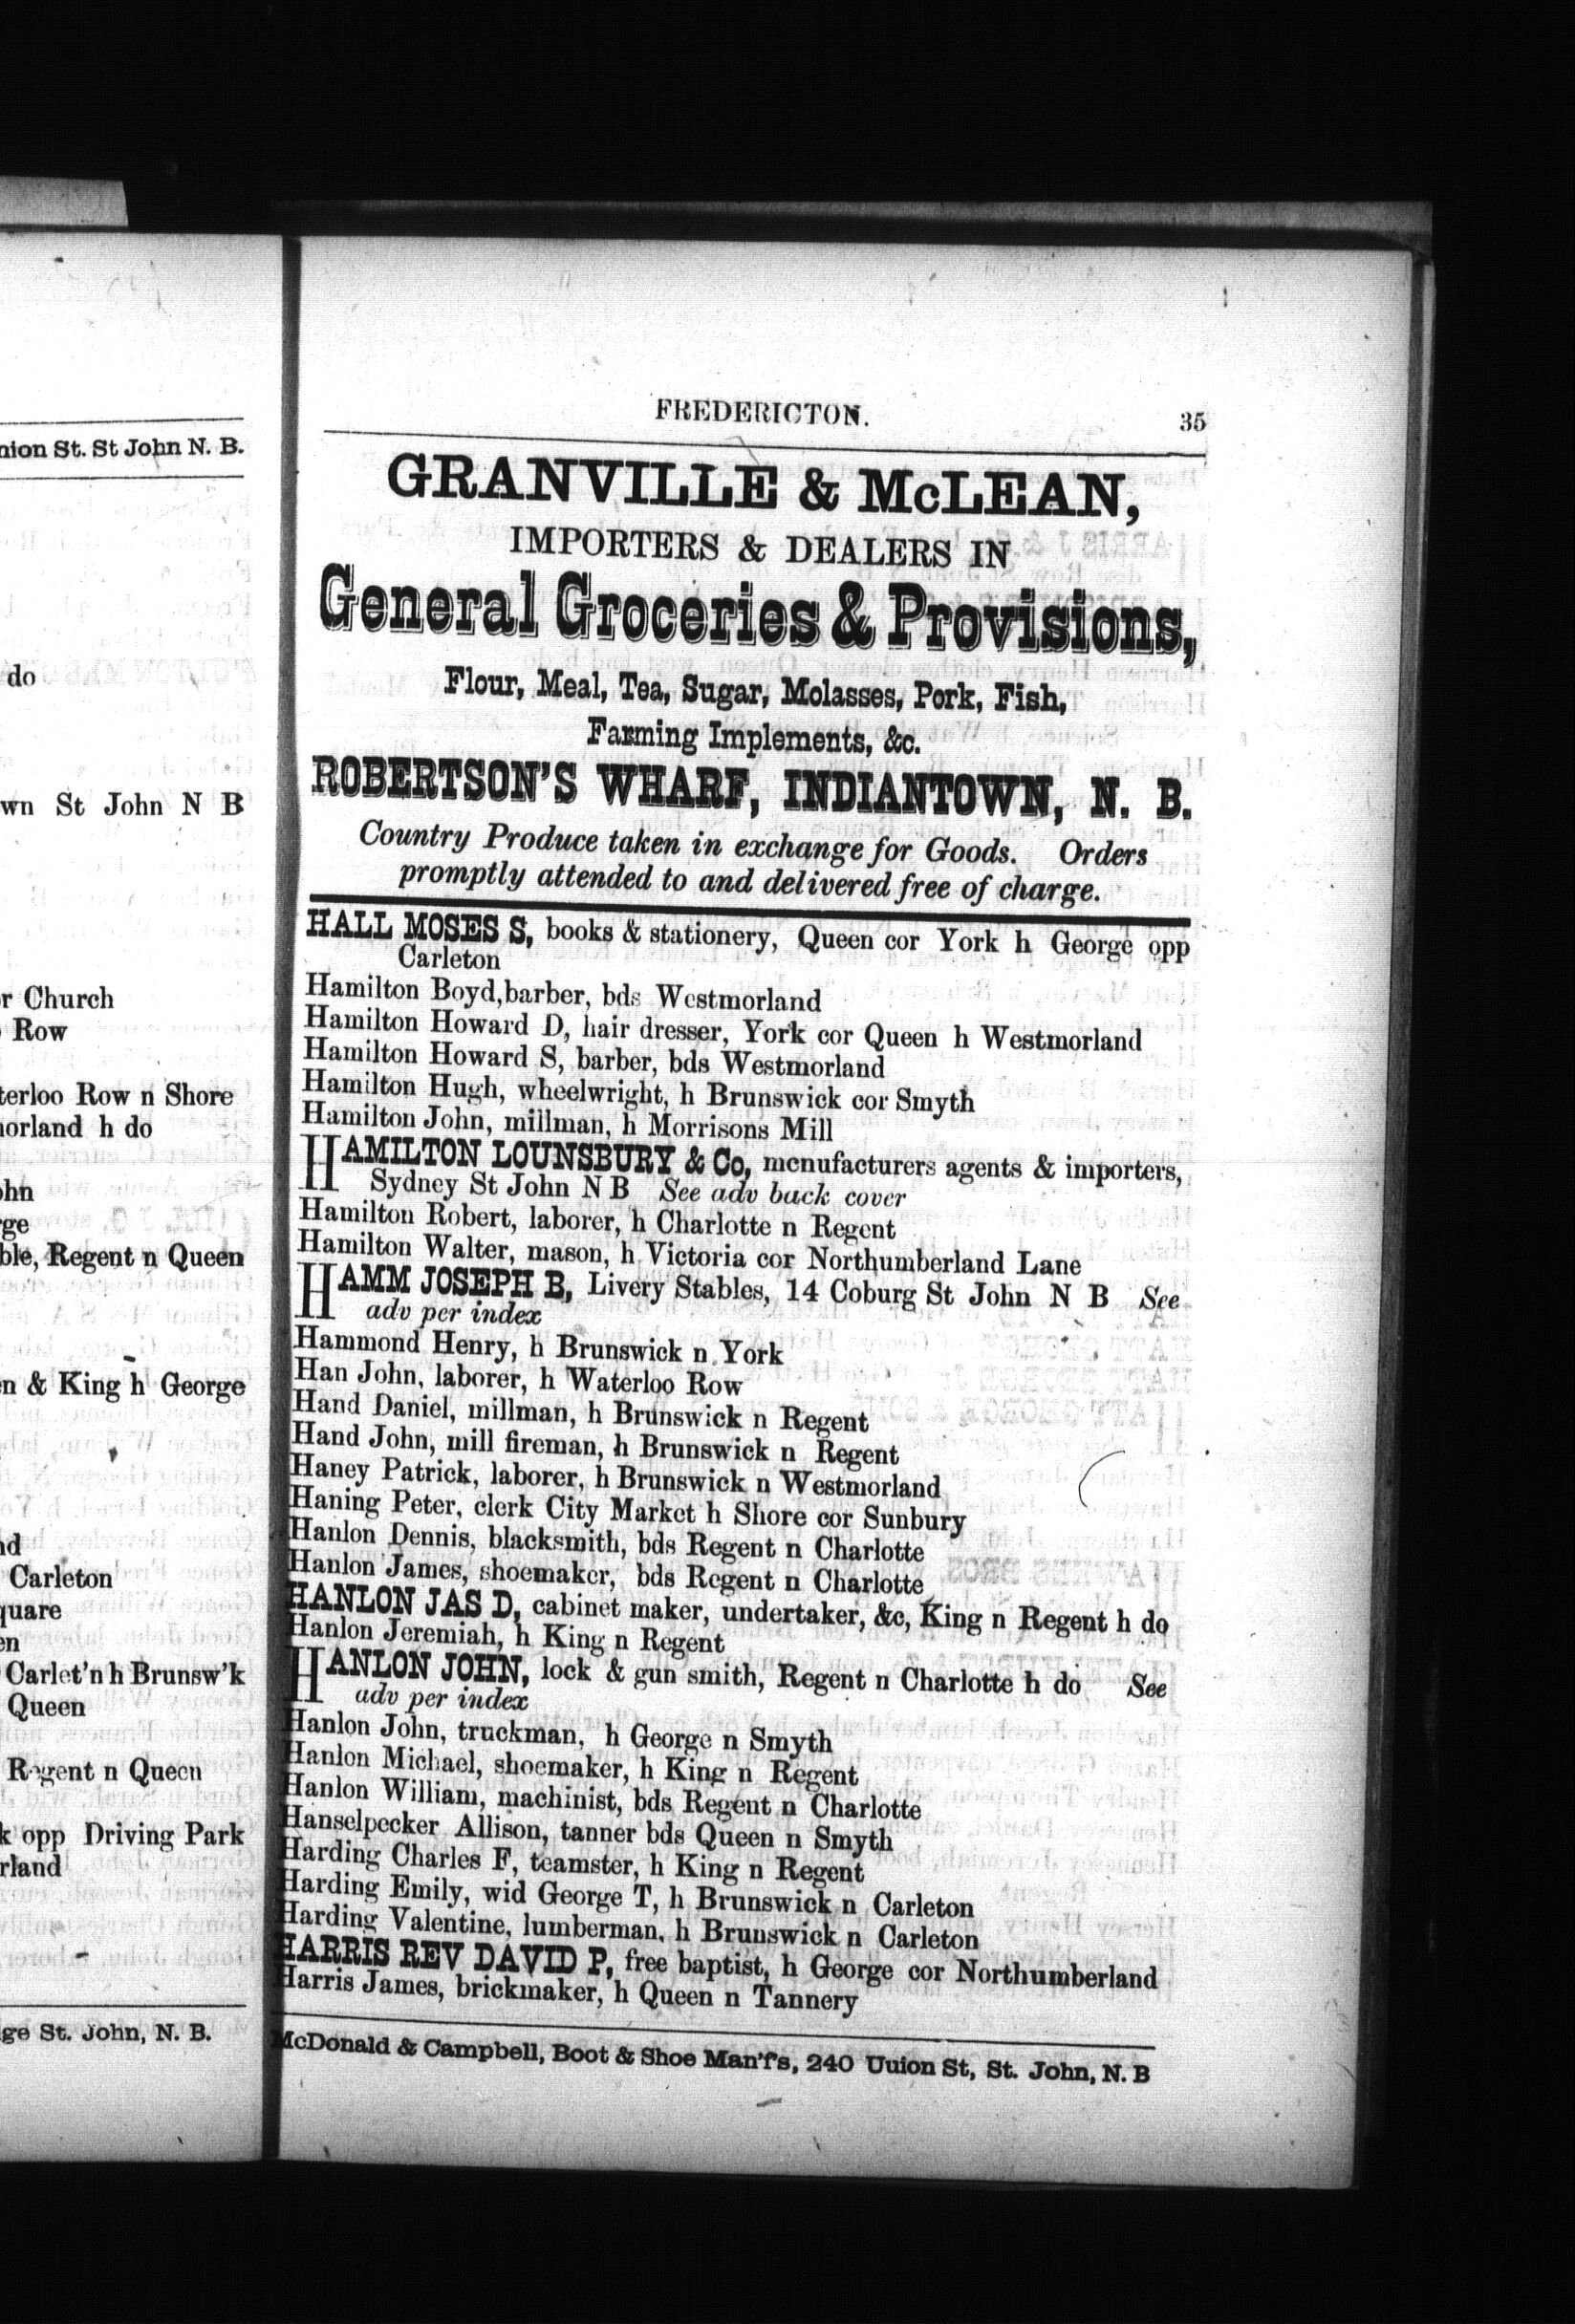 nion St. St John N. B.
do
wn St John N B
r Church
Row
terloo Row n Shore
orland h do
ohn
rge
ble, Regent n Queen
n & King h George
nd
Carleton
quare
en
Carlet'n h Brunsw'k
Queen
Regent n Queen
k opp Driving Park
rland
ge St. John, N. B.
FREDERICTON. 35
GRANVILLE & McLEAN,
IMPORTERS & DEALERS IN
General Groceries & Provisions,
Flour, Meal, Tea, Sugar, Molasses, Pork, Fish,
Farming Implements, &c.
ROBERTSON'S WHARF, INDIANTOWN, N. B.
Country Produce taken in exchange for Goods. Orders
promptly attended to and delivered free of charge.
HALL MOSES S, books & stationery, Queen cor York h George opp
Carleton
Hamilton Boyd,barber, bds Westmorland
Hamilton Howard D, hair dresser, York cor Queen h Westmorland
Hamilton Howard S, barber, bds Westmorland
Hamilton Hugh, wheelwright, h Brunswick cor Smyth
Hamilton John, millman, h Morrisons Mill
HAMILTON LOUNSBURY & Co, menufacturers agents & importers,
Sydney St John N B See adv back cover
Hamilton Robert, laborer, h Charlotte n Regent
Hamilton Walter, mason, h Victoria cor Northumberland Lane
HAMM JOSEPH B, Livery Stables, 14 Coburg St John N B See
adv per index
Hammond Henry, h Brunswick n York
Han John, laborer, h Waterloo Row
Hand Daniel, millman, h Brunswick n Regent
Hand John, mill fireman, h Brunswick n Regent
Haney Patrick, laborer, h Brunswick n Westmorland
Haning Peter, clerk City Market h Shore cor Sunbury
Hanlon Dennis, blacksmith, bds Regent n Charlotte
Hanlon James, shoemaker, bds Regent n Charlotte
HANLON JAS D, cabinet maker, undertaker, &c, King n Regent h do
Hanlon Jeremiah, h King n Regent
HANLON JOHN, lock & gun smith, Regent n Charlotte h do See
adv per index
Hanlon John, truckman, h George n Smyth
Hanlon Michael, shoemaker, h King n Regent
Hanlon William, machinist, bds Regent n Charlotte
Hanselpecker Allison, tanner bds Queen n Smyth
Harding Charles F, teamster, h King n Regent
Harding Emily, wid George T, h Brunswick n Carleton
Harding Valentine, lumberman, h Brunswick n Carleton
HARRIS REV DAVID P, free baptist, h George cor Northumberland
Harris James, brickmaker, h Queen n Tannery
McDonald & Campbell, Boot & Shoe Man'f's, 240 Uuion St, St. John, N. B